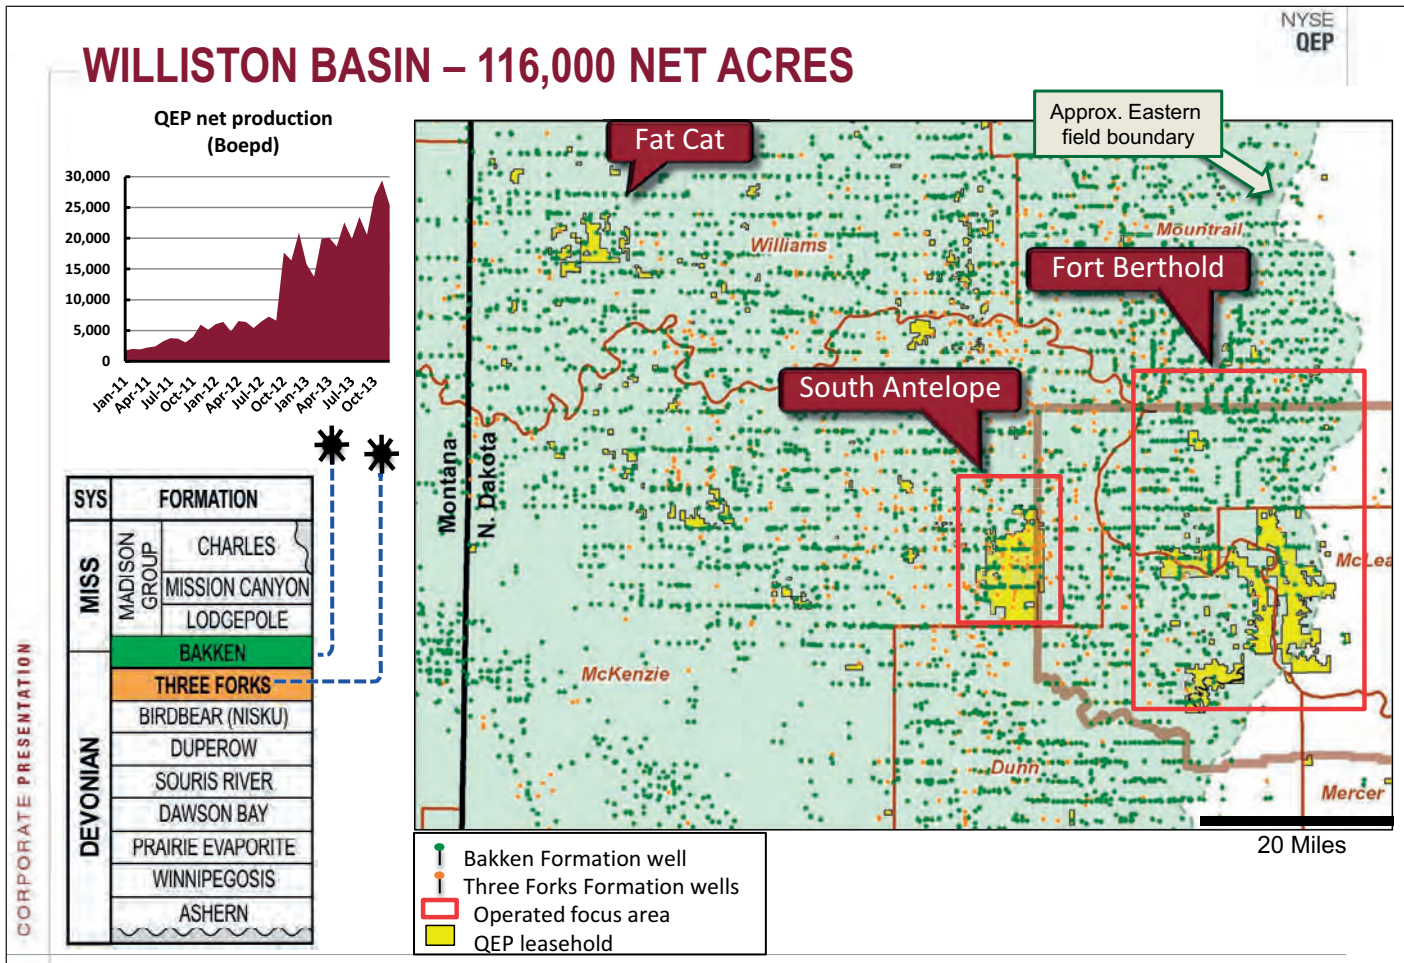 NYSE
QEP
WILLISTON BASIN – 116,000 NET ACRES
QEP net production
(Boepd)
30,000
25,000
20,000
15,000
10,000
5,000
0
Jan-11
Apr-11
Jul-11
Oct-11
Jan-12
Apr-12
Jul-12
Oct-12
Jan-13
Apr-13
Jul-13
Oct-13
SYS
FORMATION
MISS
MADISON
GROUP
CHARLES
MISSION CANYON
LODGEPOLE
BAKKEN
DEVONIAN
THREE FORKS
BIRDBEAR (NISKU)
DUPEROW
SOURIS RIVER
DAWSON BAY
PRAIRIE EVAPORITE
WINNIPEGOSIS
ASHERN
Fat Cat
Approx. Eastern
field boundary
Williams
Mountrail
Fort Berthold
South Antelope
Montana
N. Dakota
McLea
McKenzie
Dunn
Mercer
20 Miles
Bakken Formation well
Three Forks Formation wells
Operated focus area
QEP leasehold
CORPORATE PRESENTATION